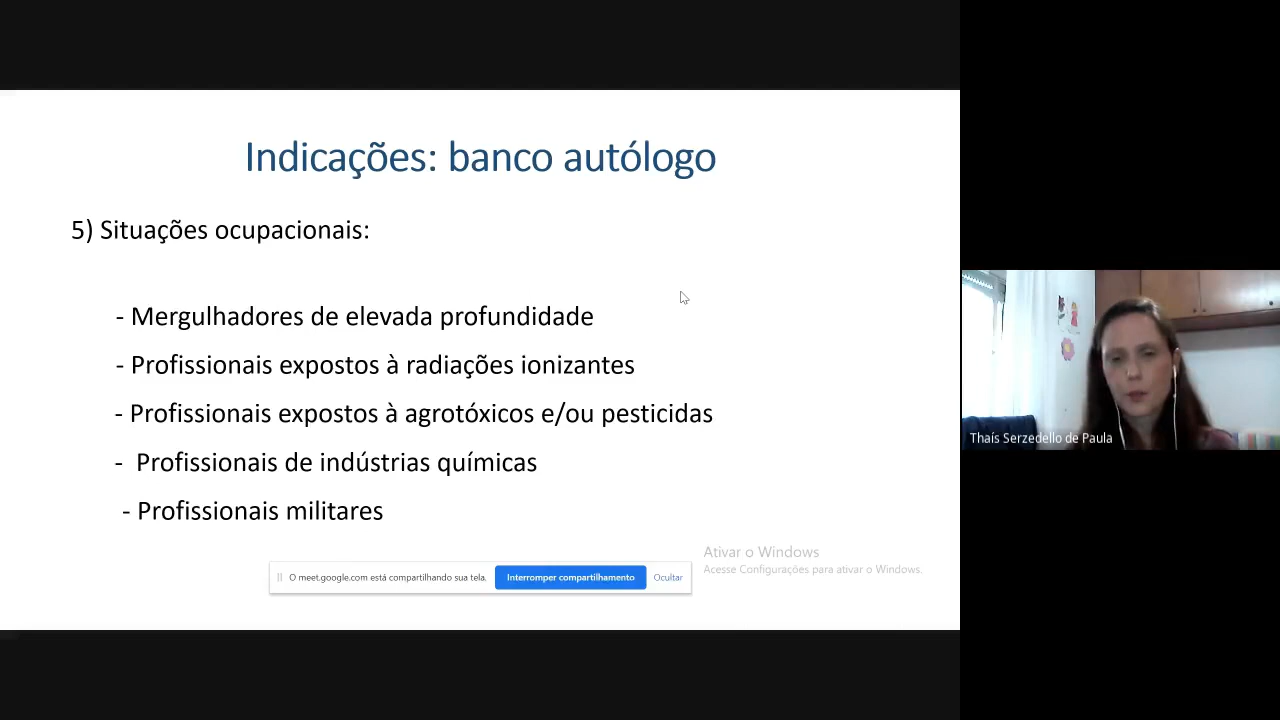 Indicações: banco autólogo
5) Situações ocupacionais:
- Mergulhadores de elevada profundidade
- Profissionais expostos à radiações ionizantes
- Profissionais expostos à agrotóxicos e/ou pesticidas
- Profissionais de indústrias químicas
- Profissionais militares
Ativar o Windows
Acesse Configurações para ativar o Windows.
O meet.google.com está compartilhando sua tela. Interromper compartilhamento Ocultar
Thaís Serzedello de Paula